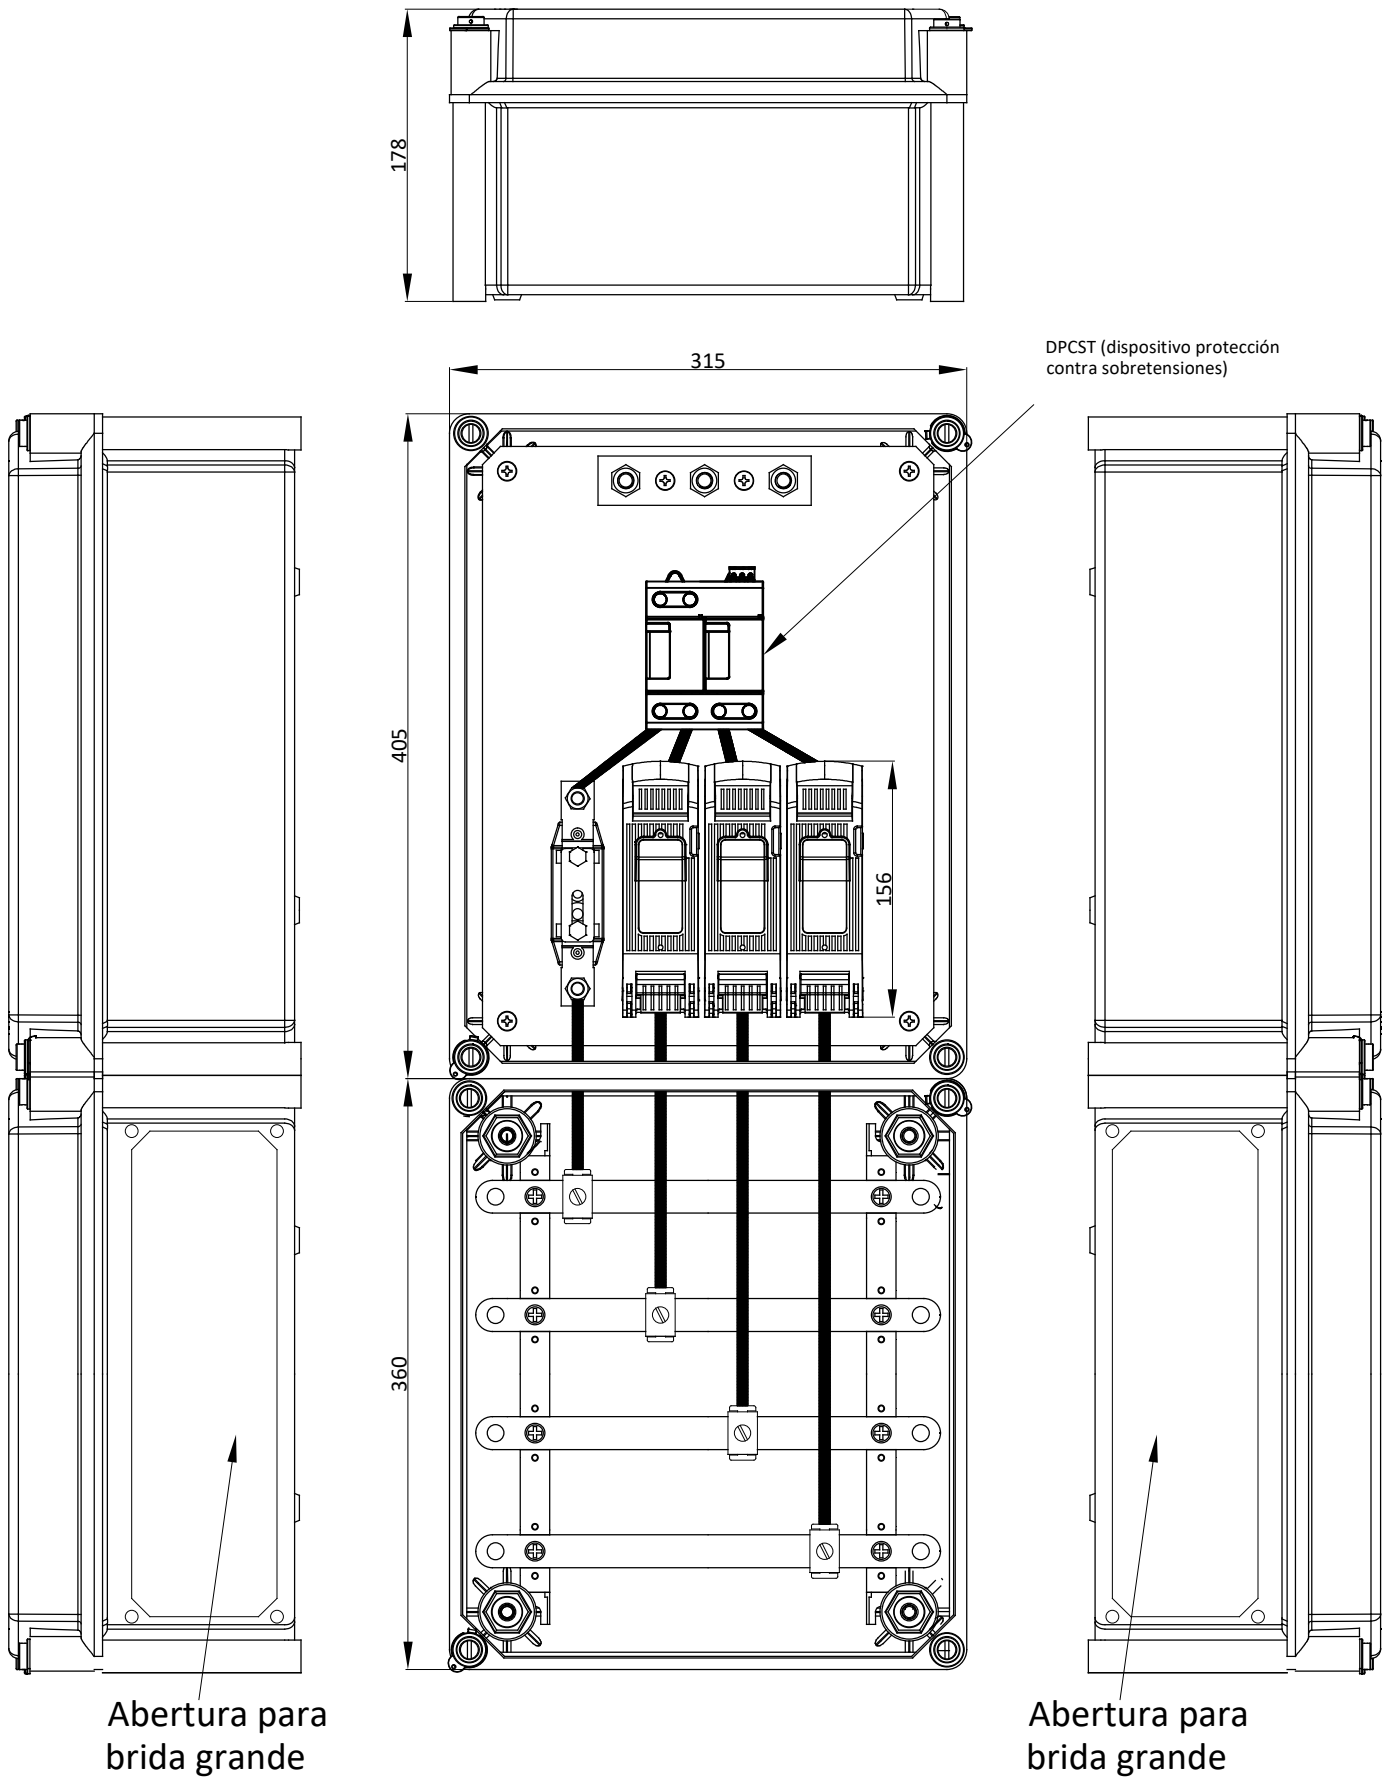 178
315
DPCST (dispositivo protección
contra sobretensiones)
405
156
360
Abertura para
brida grande
Abertura para
brida grande